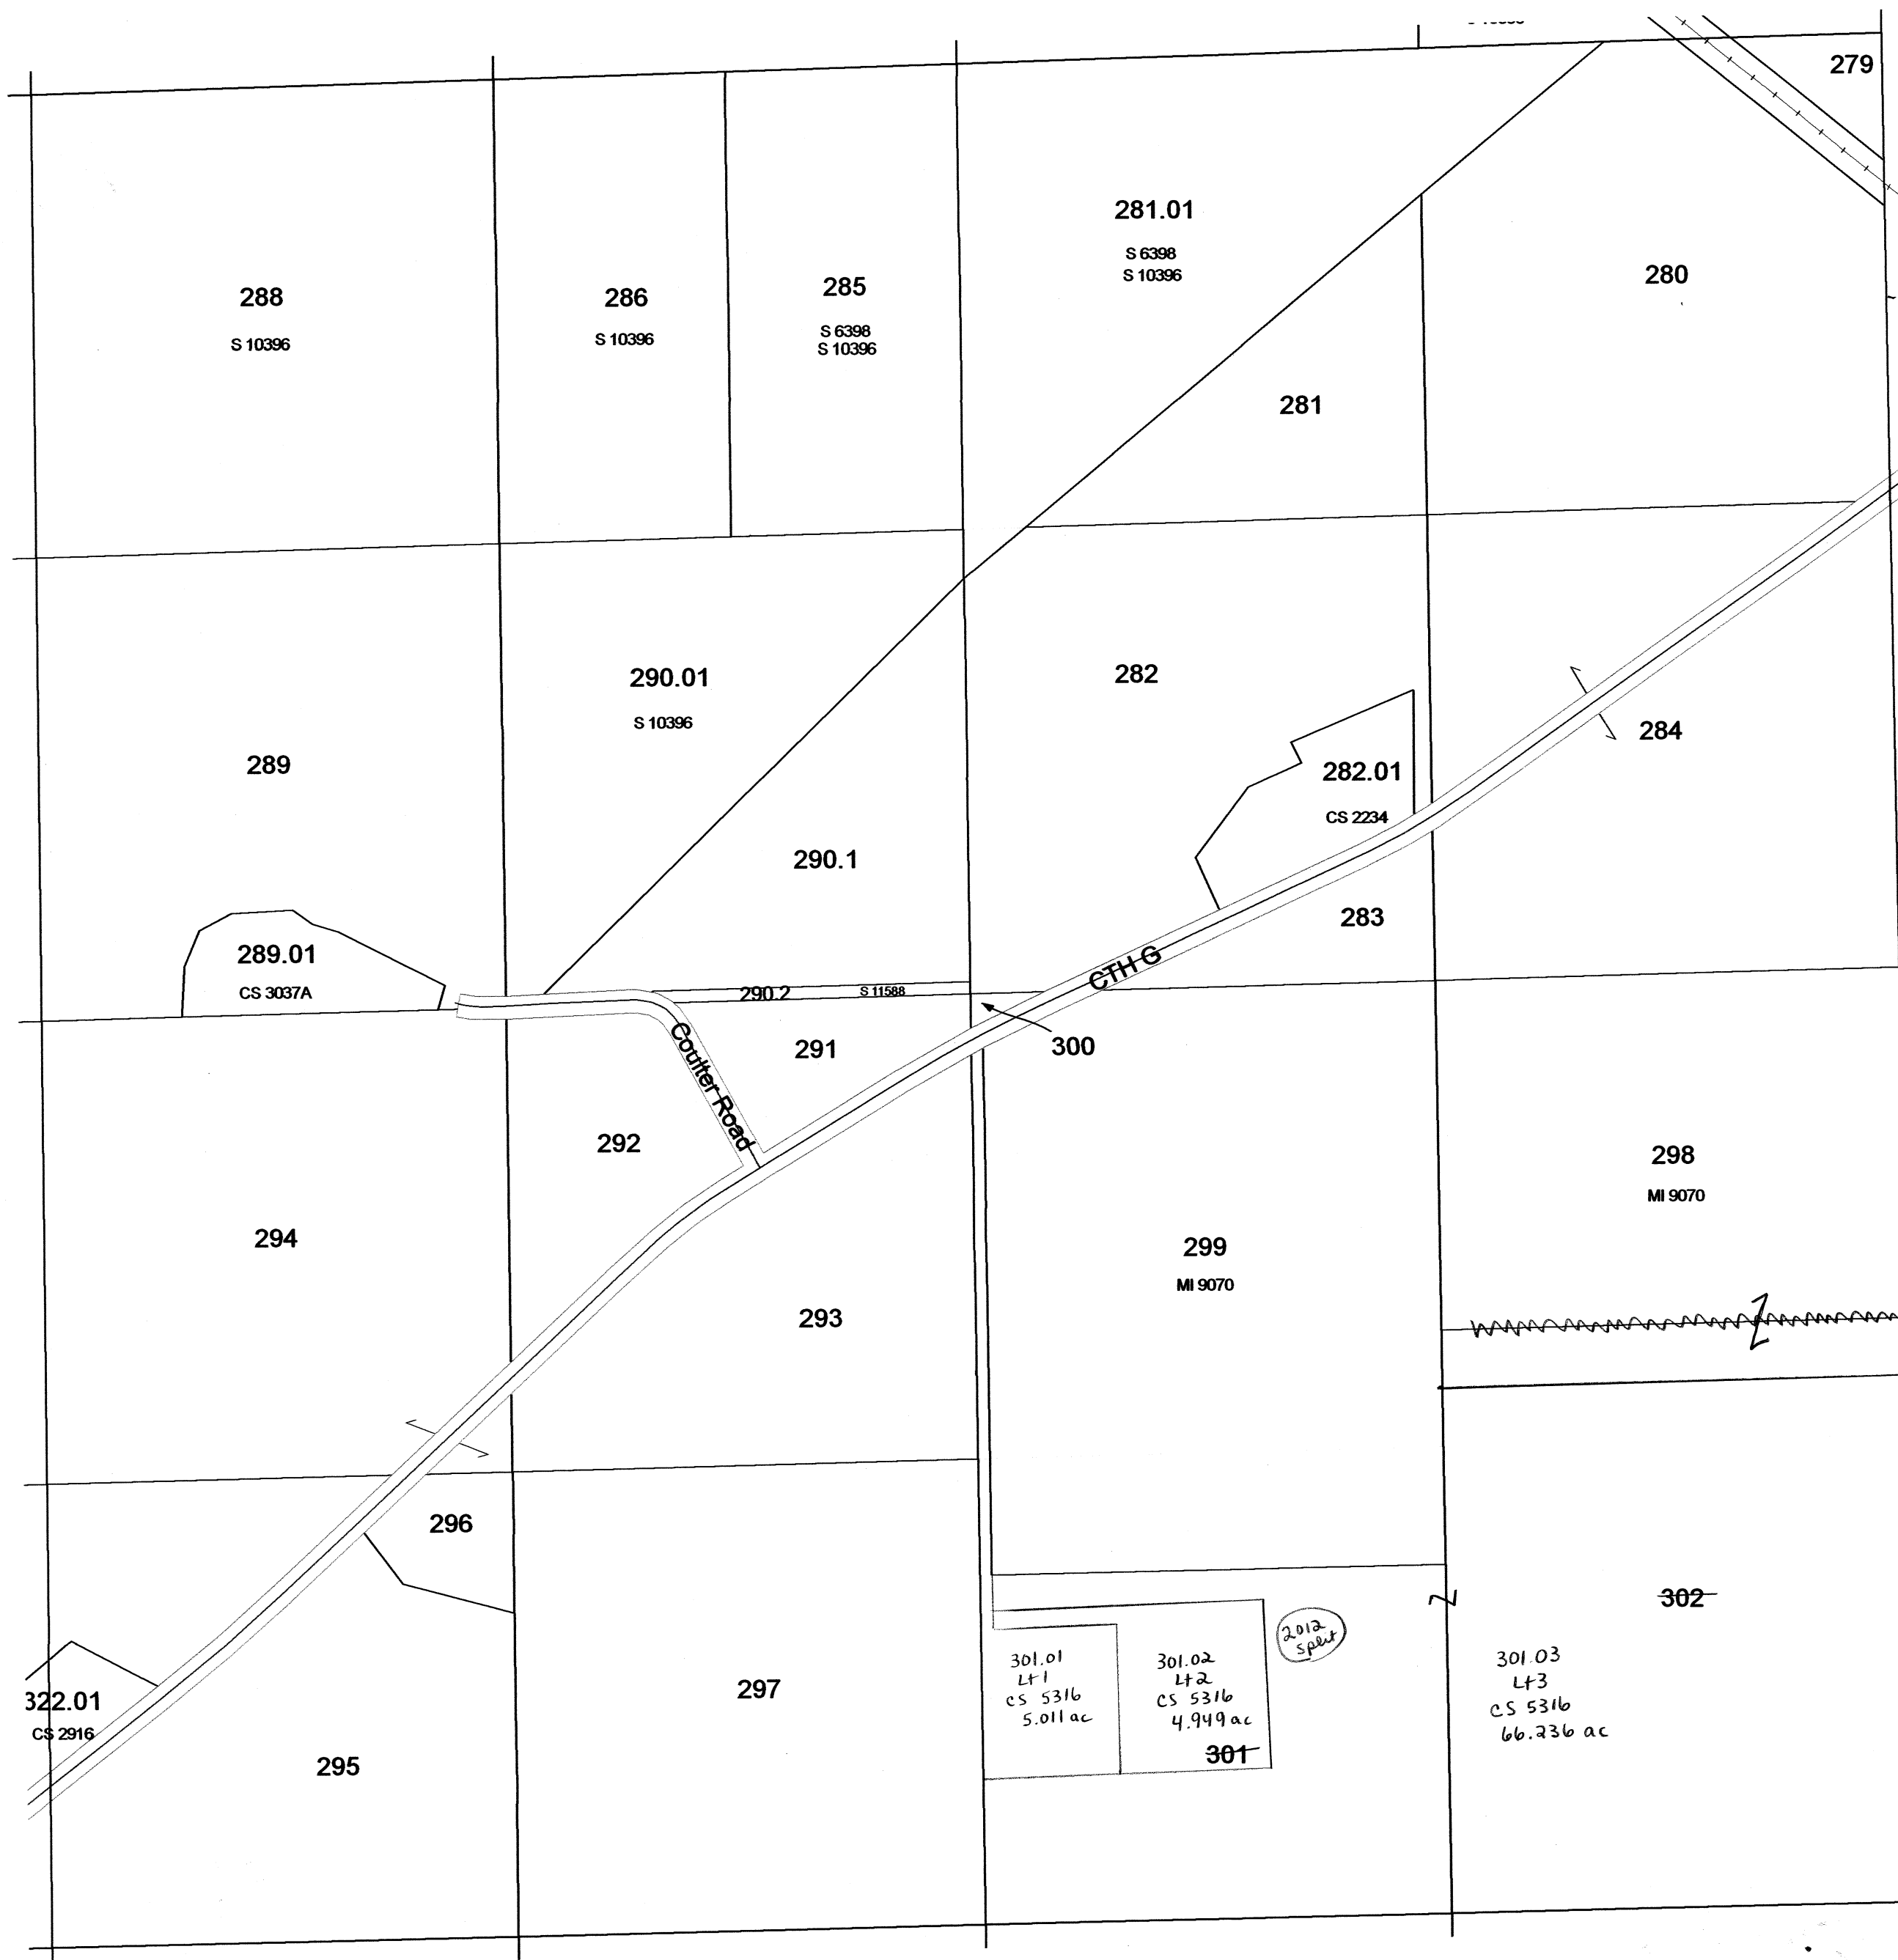 279
281.01
S 6398
S 10396
280
288
S 10396
286
S 10396
285
S 6398
S 10396
281
290.01
S 10396
282
284
289
282.01
CS 2234
290.1
283
289.01
CS 3037A
CTH G
290.2
S 11588
Coulter Road
291
300
292
298
MI 9070
294
299
MI 9070
293
296
302
2012
split
301.01
Lt 1
CS 5316
5.011 ac
301.02
Lt 2
CS 5316
4.949 ac
301
301.03
Lt 3
CS 5316
66.236 ac
297
322.01
CS 2916
295